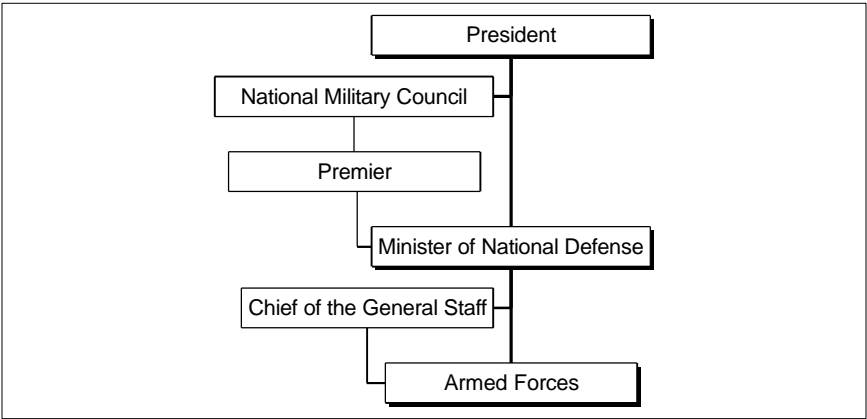 President
National Military Council
Premier
Minister of National Defense
Chief of the General Staff
Armed Forces